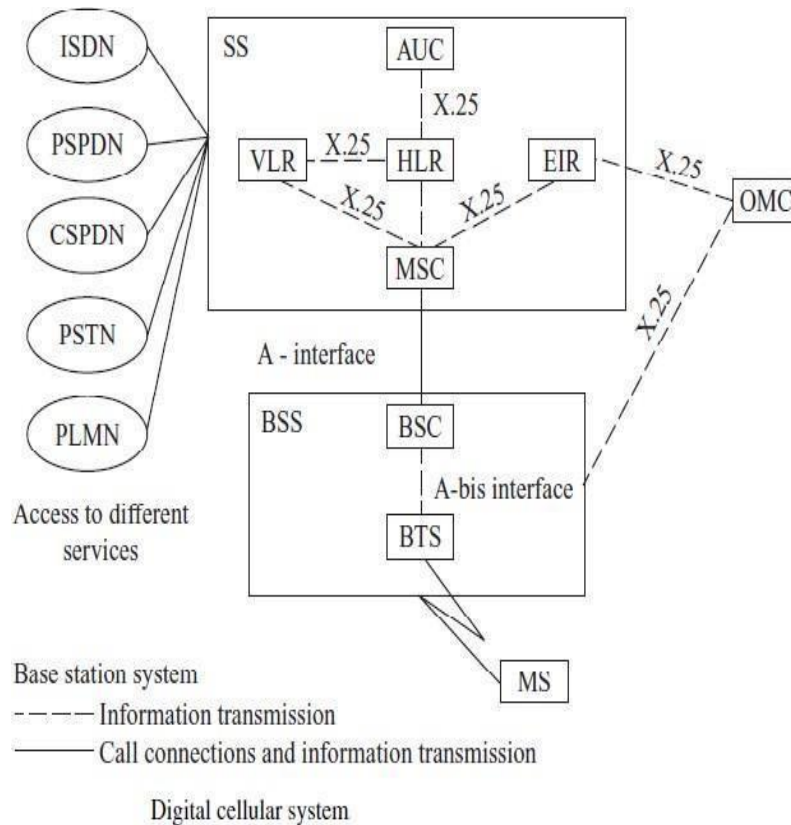 ISDN
PSPDN
CSPDN
PSTN
PLMN
Access to different
services
SS
AUC
X.25
VLR
X.25
HLR
EIR
X.25
X.25
X.25
OMC
MSC
X.25
A - interface
BSS
BSC
A-bis interface
BTS
MS
Base station system
Information transmission
Call connections and information transmission
Digital cellular system